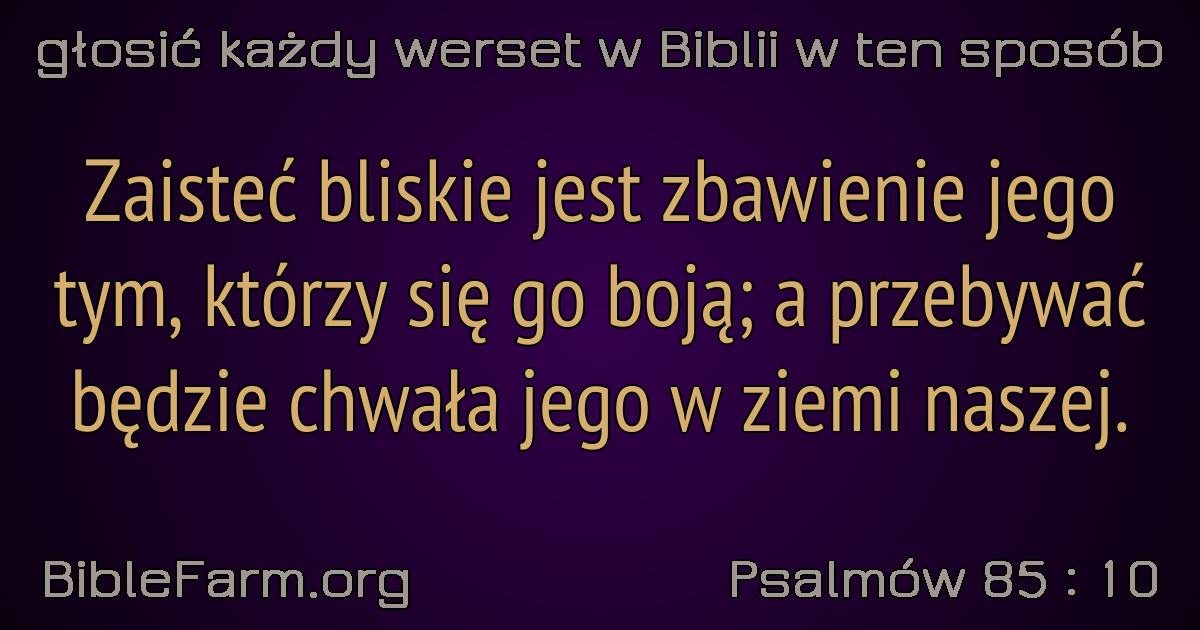 głosić każdy werset w Biblii w ten sposób
Zaisteć bliskie jest zbawienie jego
tym, którzy się go boją; a przebywać
będzie chwała jego w ziemi naszej.
BibleFarm.org
Psalmów 85 : 10